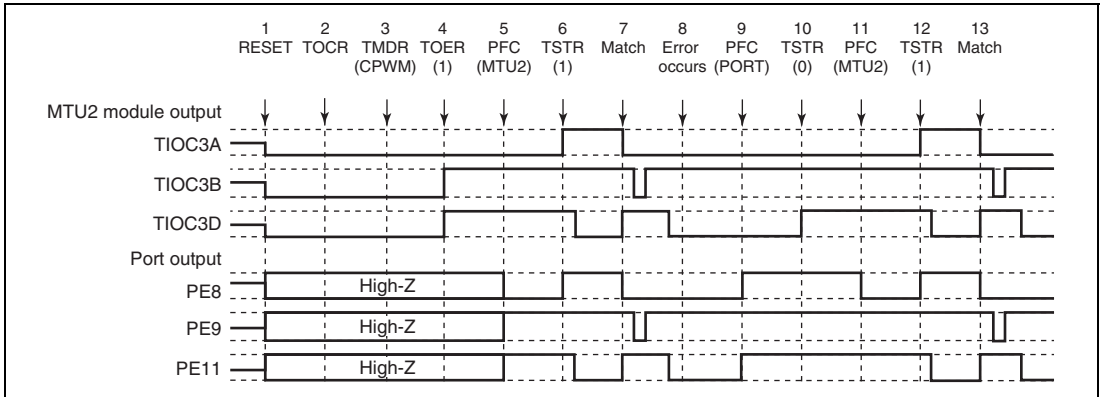 1 2 3 4 5 6 7 8 9 10 11 12 13
RESET TOCR TMDR TOER PFC TSTR Match Error PFC TSTR PFC TSTR Match
(CPWM) (1) (MTU2) (1) occurs (PORT) (0) (MTU2) (1)
MTU2 module output
TIOC3A
TIOC3B
TIOC3D
Port output
PE8 High-Z
PE9 High-Z
PE11 High-Z